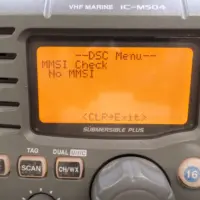 VHF MARINE IC-M504
--DSC Menu--
MMSI Check
No MMSI
<CLR→Exit>
SUBMERSIBLE PLUS
TAG
SCAN
DUAL
CH/WX
16